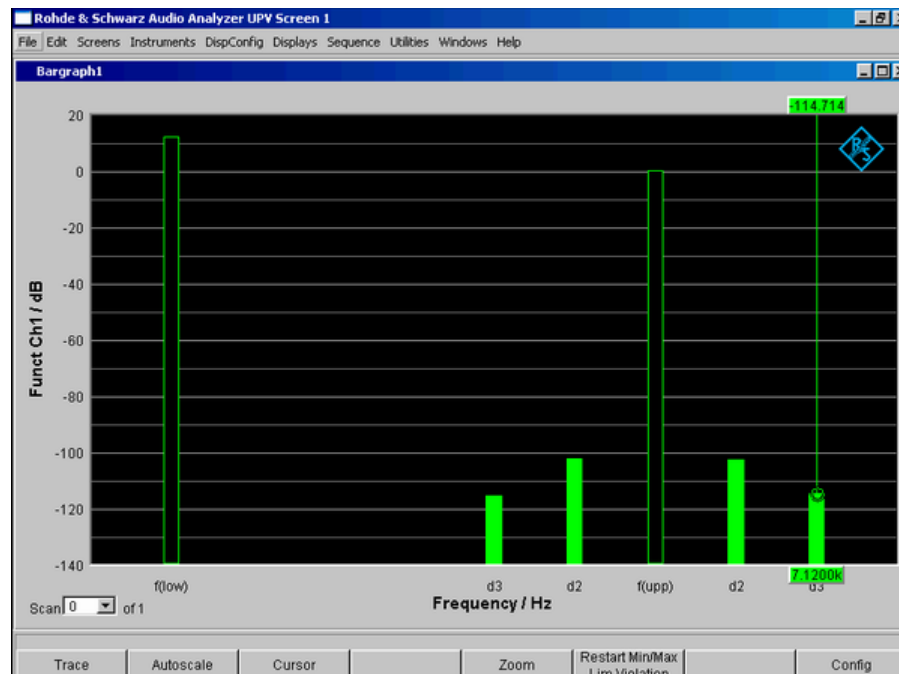 Rohde & Schwarz Audio Analyzer UPV Screen 1
File Edit Screens Instruments DispConfig Displays Sequence Utilities Windows Help
Bargraph1
-114.714
20
0
-20
-40
-60
-80
-100
-120
-140
Funct Ch1 / dB
R&S
7.1200k
f(low) d3 d2 f(upp) d2 d3
Scan 0 of 1
Frequency / Hz
Trace Autoscale Cursor Zoom Restart Min/Max Config
Lim Violation